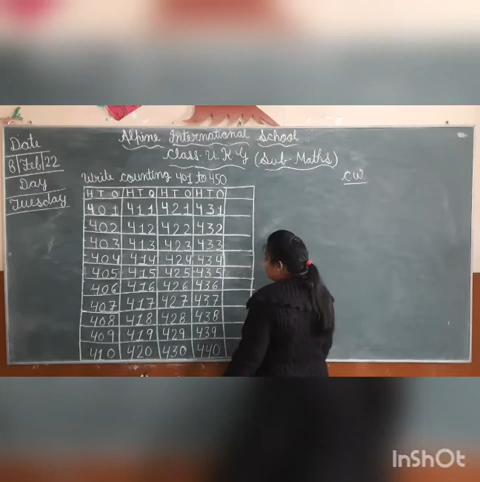 Alpine International School
Class- U.K.G (Sub- Maths)
Date
8/Feb/22
Day
Tuesday
C.W
Write counting 401 to 450
H T O H T O H T O H T O
401 411 421 431
402 412 422 432
403 413 423 433
404 414 424 434
405 415 425 435
406 416 426 436
407 417 427 437
408 418 428 438
409 419 429 439
410 420 430 440
InShOt